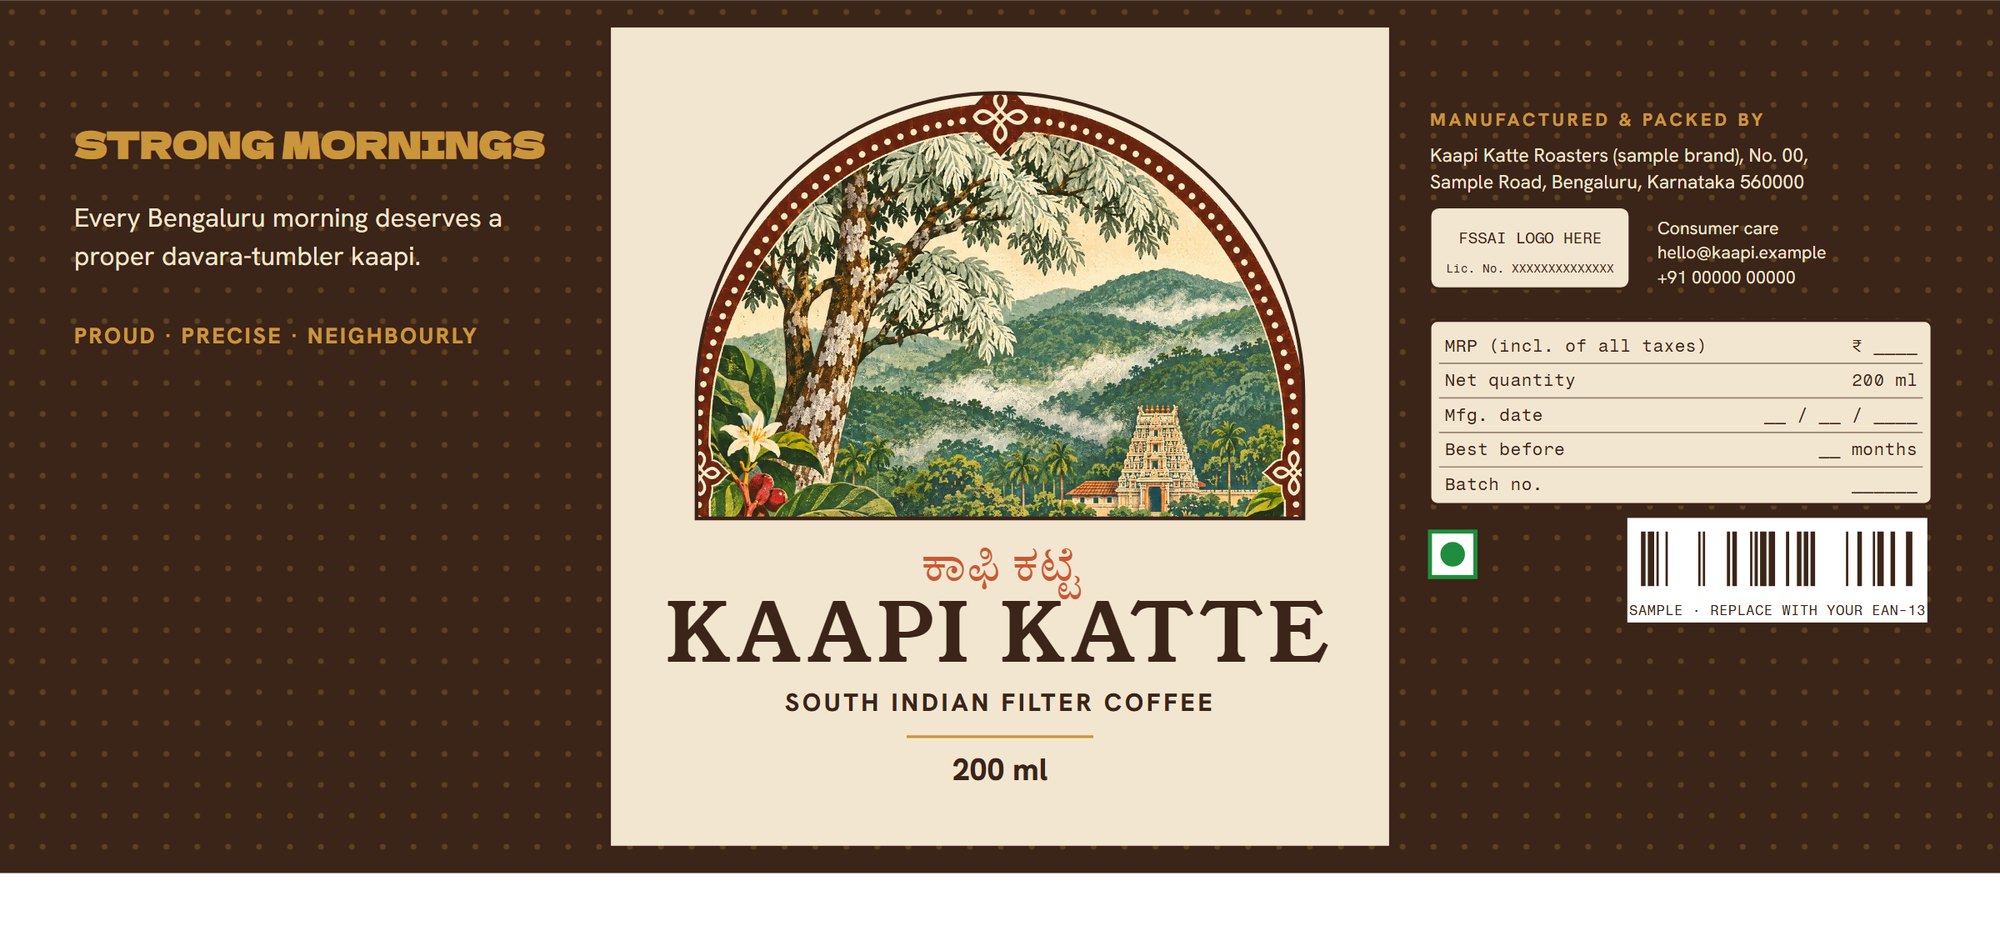 STRONG MORNINGS
Every Bengaluru morning deserves a
proper davara-tumbler kaapi.
PROUD · PRECISE · NEIGHBOURLY
ಕಾಫಿ ಕಟ್ಟೆ
KAAPI KATTE
SOUTH INDIAN FILTER COFFEE
200 ml
MANUFACTURED & PACKED BY
Kaapi Katte Roasters (sample brand), No. 00,
Sample Road, Bengaluru, Karnataka 560000
FSSAI LOGO HERE
Lic. No. XXXXXXXXXXXXXX
Consumer care
hello@kaapi.example
+91 00000 00000
MRP (incl. of all taxes) ₹ ____
Net quantity 200 ml
Mfg. date __ / __ / ____
Best before __ months
Batch no. ______
SAMPLE · REPLACE WITH YOUR EAN-13